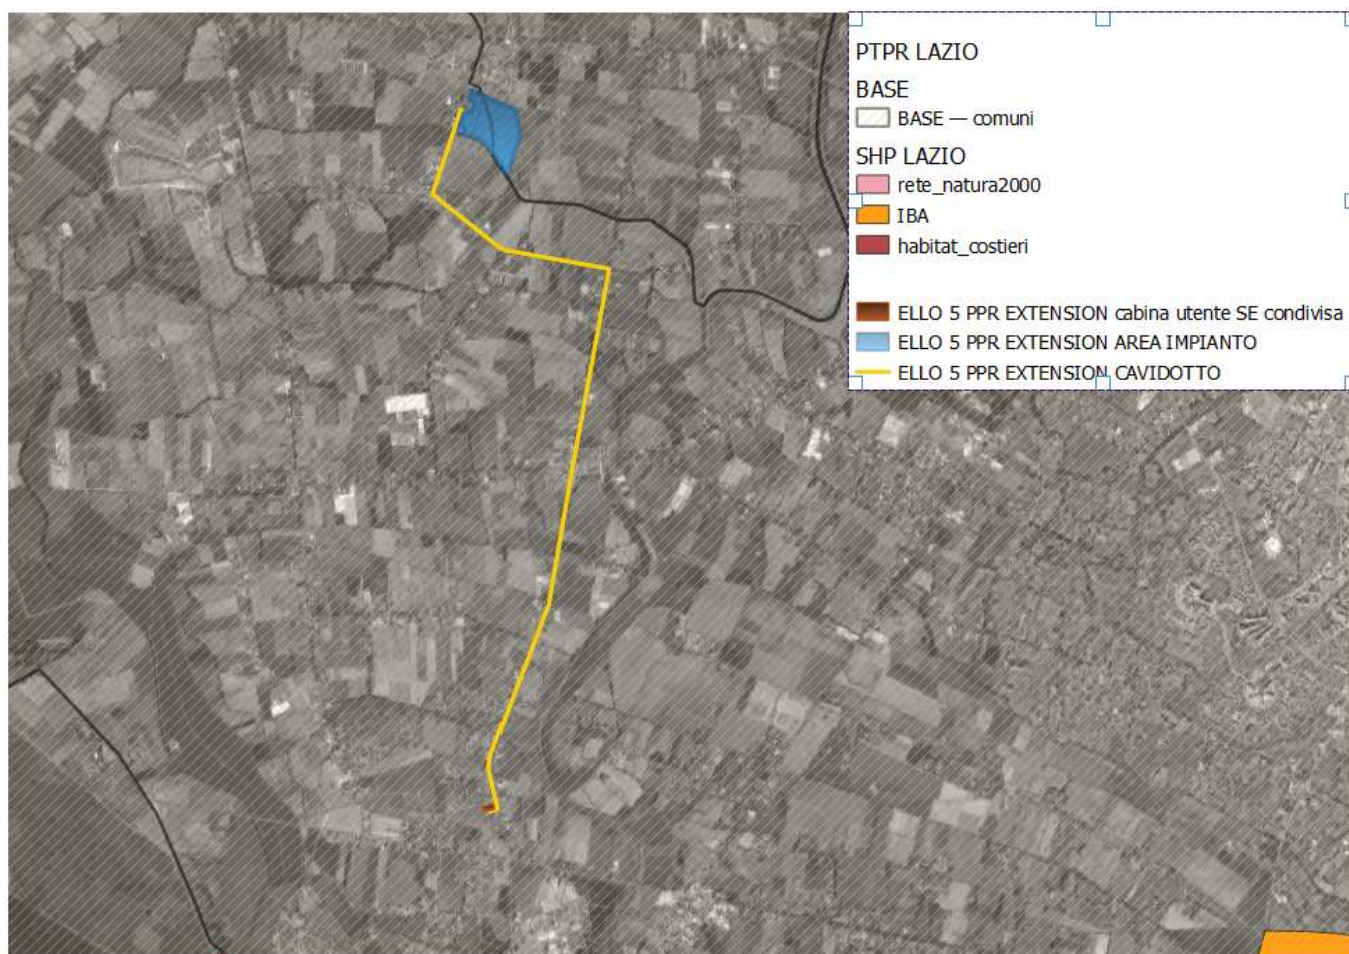 PTPR LAZIO
BASE
BASE — comuni
SHP LAZIO
rete_natura2000
IBA
habitat_costieri
ELLO 5 PPR EXTENSION cabina utente SE condivisa
ELLO 5 PPR EXTENSION AREA IMPIANTO
ELLO 5 PPR EXTENSION CAVIDOTTO